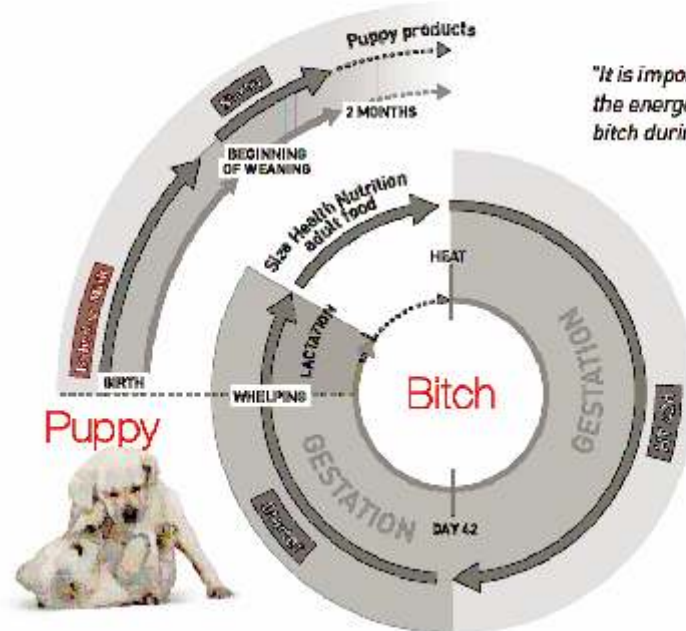 Puppy products
2 MONTHS
BEGINNING
OF WEANING
"It is impo
the energ
bitch durin
Size Health Nutrition
adult food
HEAT
LACTATION
GESTATION
BIRTH
WHELPING
Bitch
Puppy
GESTATION
DAY 42